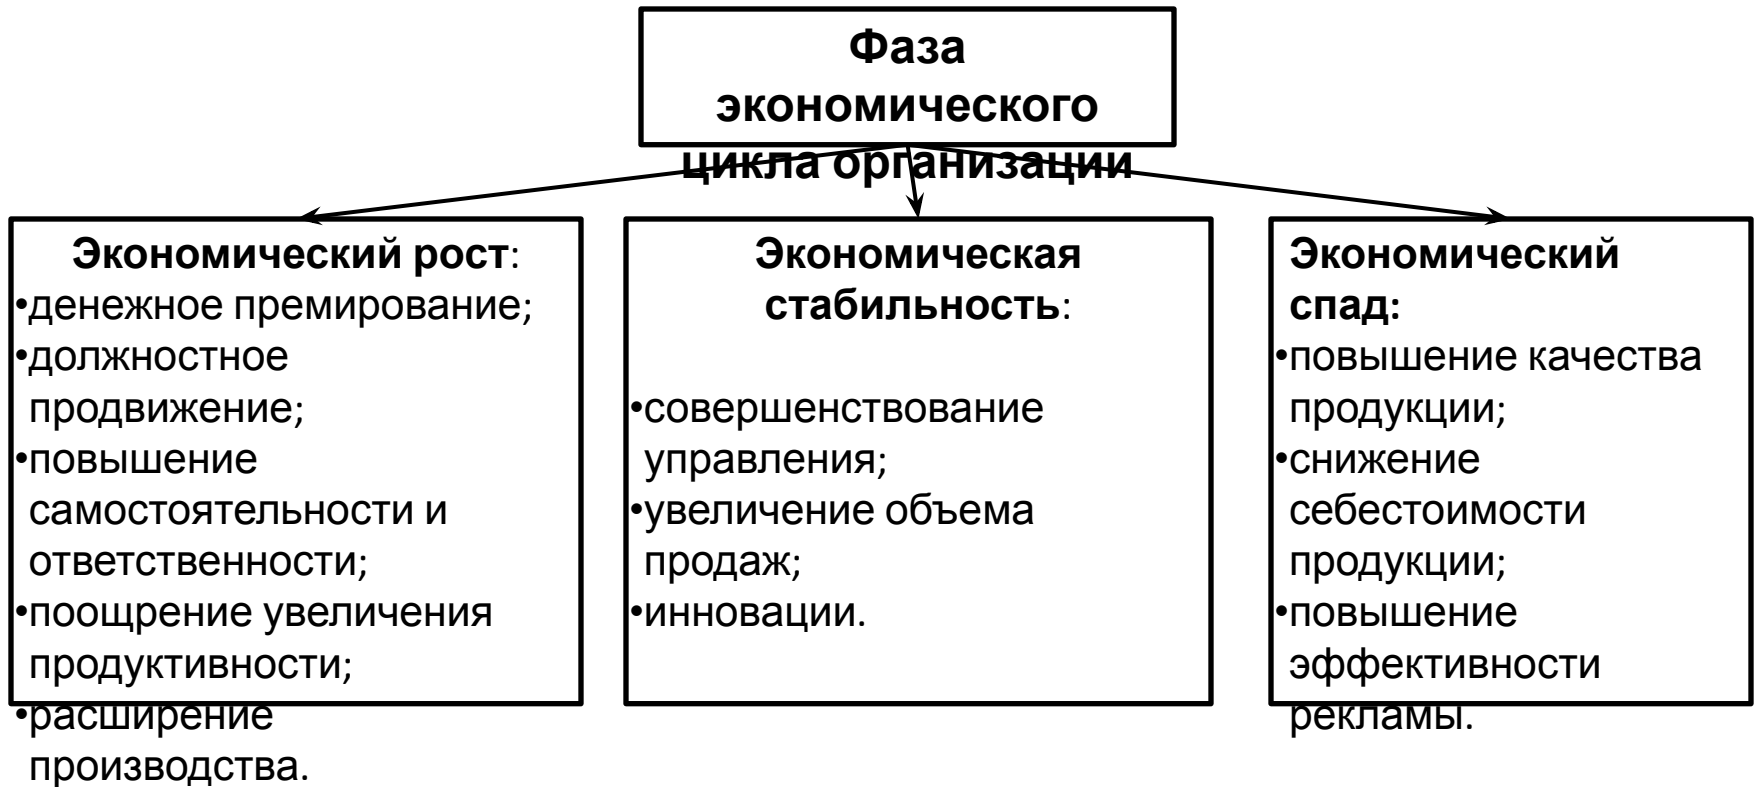 Фаза
экономического
цикла организации
Экономический рост:
•денежное премирование;
•должностное
продвижение;
•повышение
самостоятельности и
ответственности;
•поощрение увеличения
продуктивности;
•расширение
производства.
Экономическая
стабильность:
•совершенствование
управления;
•увеличение объема
продаж;
•инновации.
Экономический
спад:
•повышение качества
продукции;
•снижение
себестоимости
продукции;
•повышение
эффективности
рекламы.